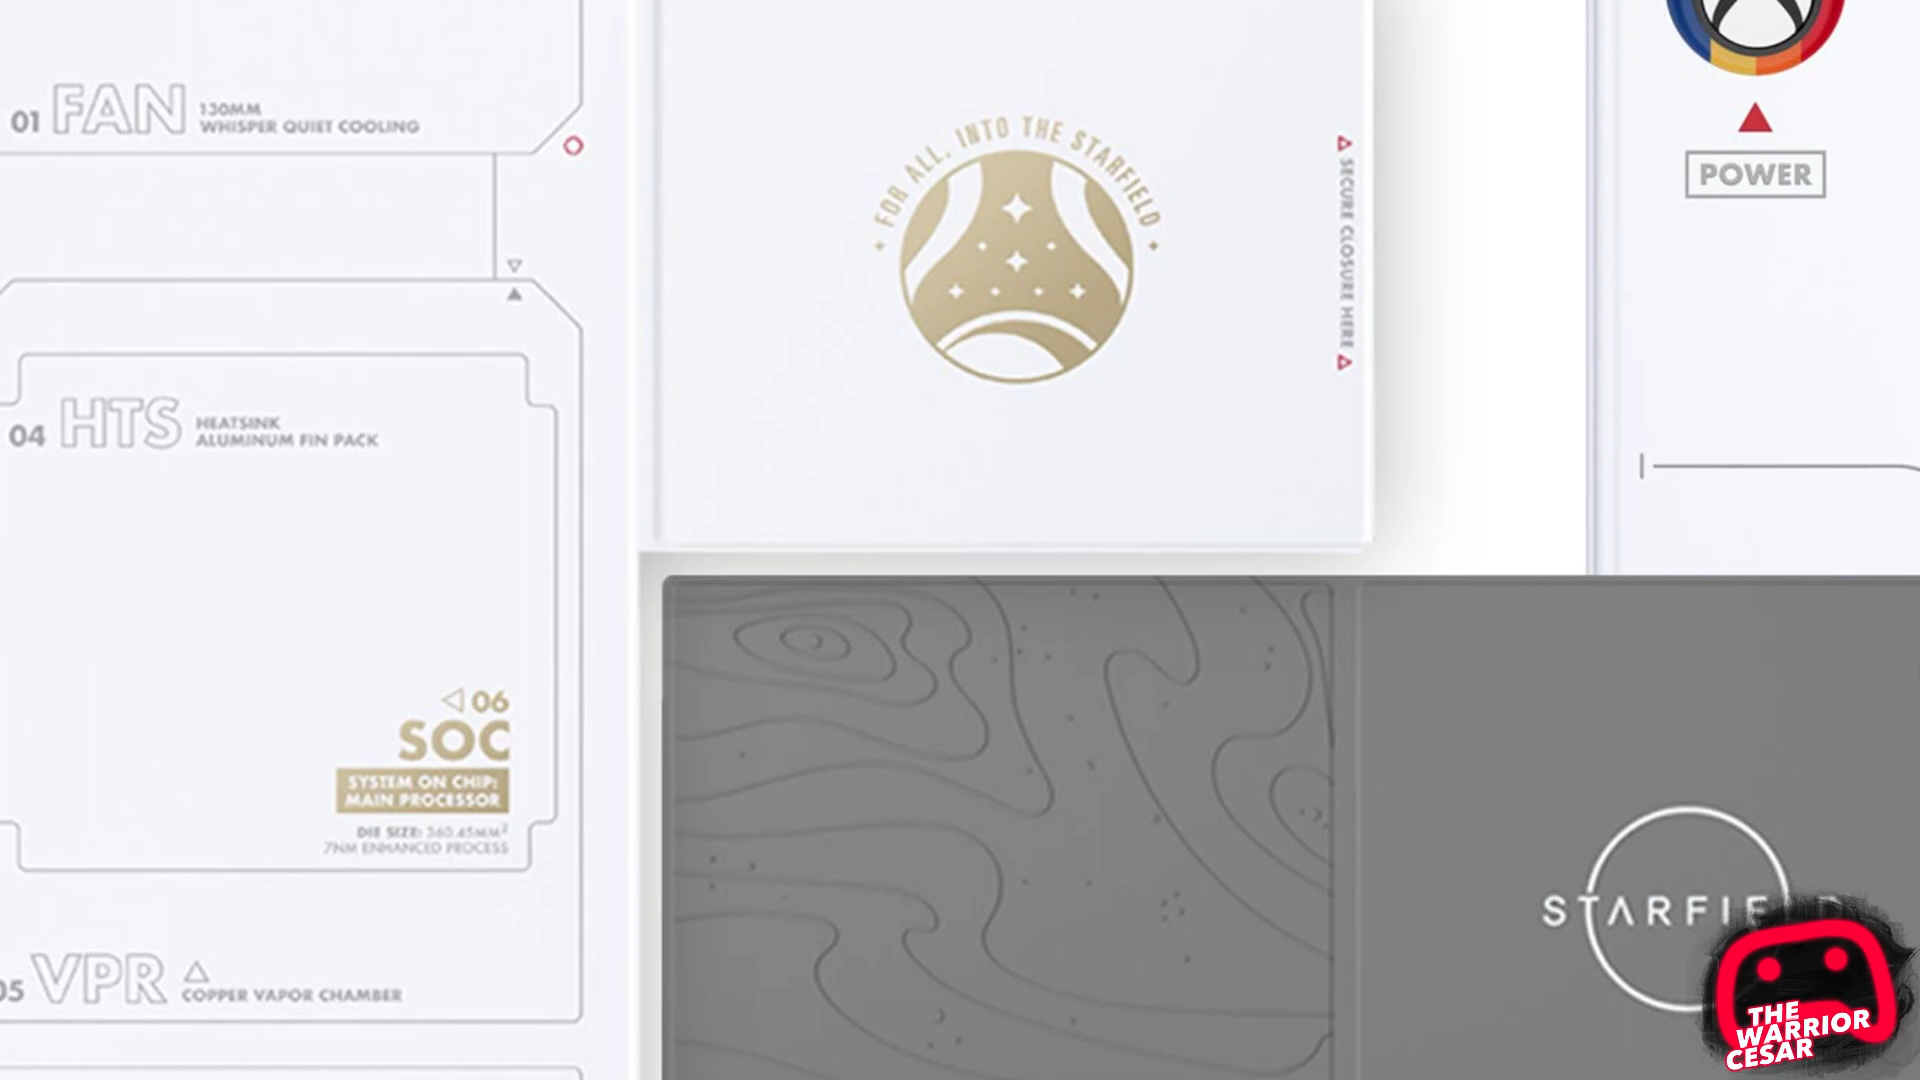 01 FAN 130MM
WHISPER QUIET COOLING
04 HTS HEATSINK
ALUMINUM FIN PACK
06
SOC
SYSTEM ON CHIP:
MAIN PROCESSOR
DIE SIZE: 360.45MM²
7NM ENHANCED PROCESS
05 VPR COPPER VAPOR CHAMBER
FOR ALL, INTO THE STARFIELD
SECURE CLOSURE HERE
POWER
STARFIELD
THE
WARRIOR
CESAR